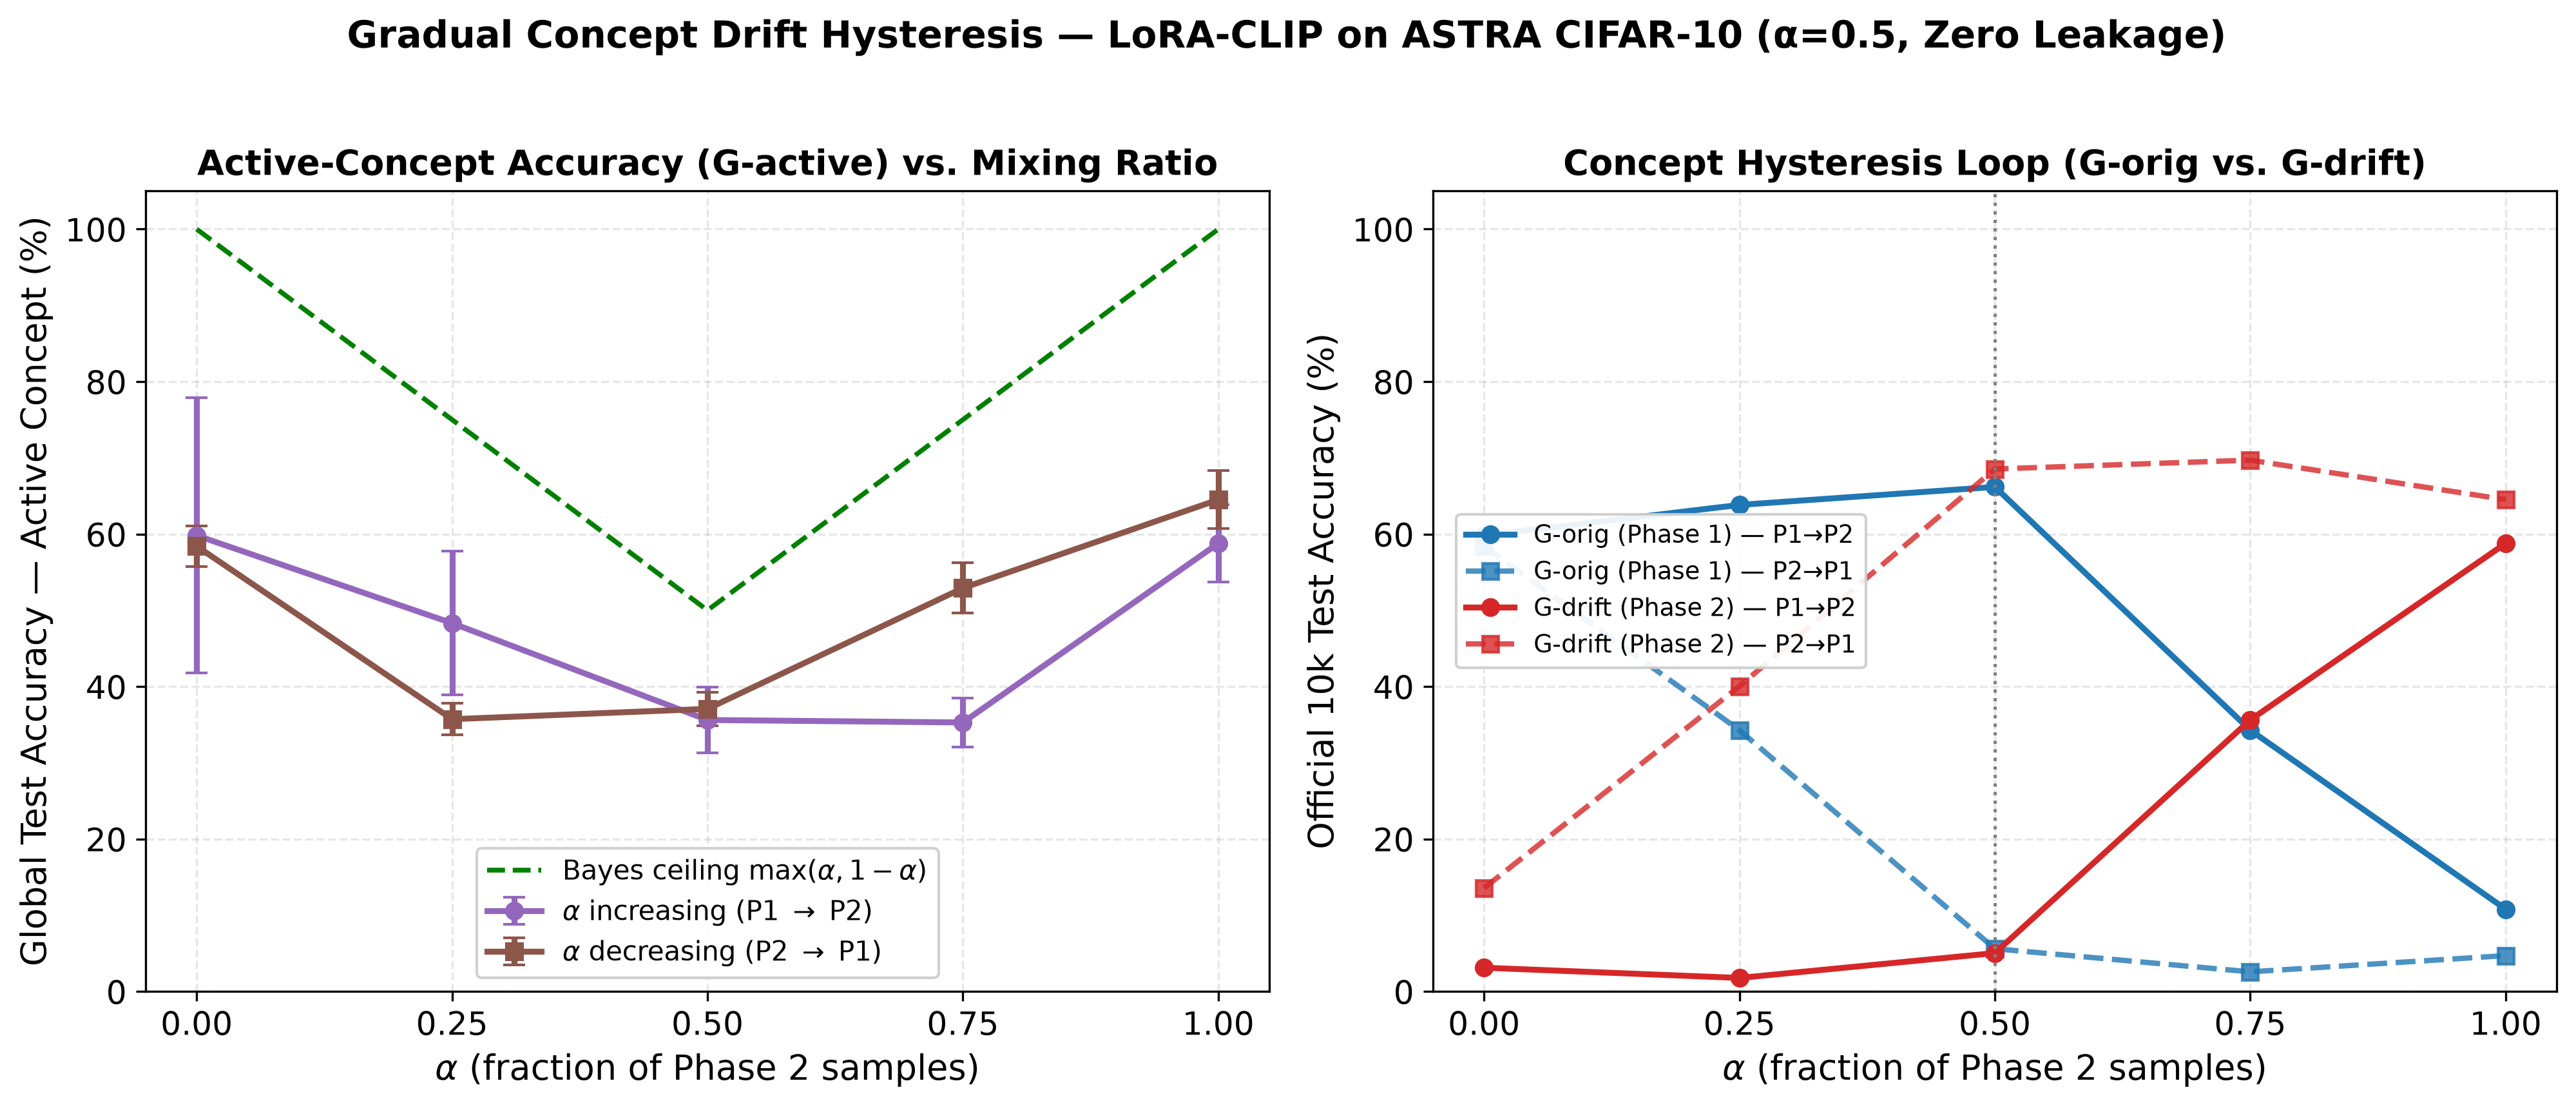 Gradual Concept Drift Hysteresis — LoRA-CLIP on ASTRA CIFAR-10 (α=0.5, Zero Leakage)
Active-Concept Accuracy (G-active) vs. Mixing Ratio
Global Test Accuracy — Active Concept (%)
100
80
60
40
20
0
Bayes ceiling max(α, 1 − α)
α increasing (P1 → P2)
α decreasing (P2 → P1)
0.00 0.25 0.50 0.75 1.00
α (fraction of Phase 2 samples)
Concept Hysteresis Loop (G-orig vs. G-drift)
Official 10k Test Accuracy (%)
100
80
60
40
20
0
G-orig (Phase 1) — P1→P2
G-orig (Phase 1) — P2→P1
G-drift (Phase 2) — P1→P2
G-drift (Phase 2) — P2→P1
0.00 0.25 0.50 0.75 1.00
α (fraction of Phase 2 samples)